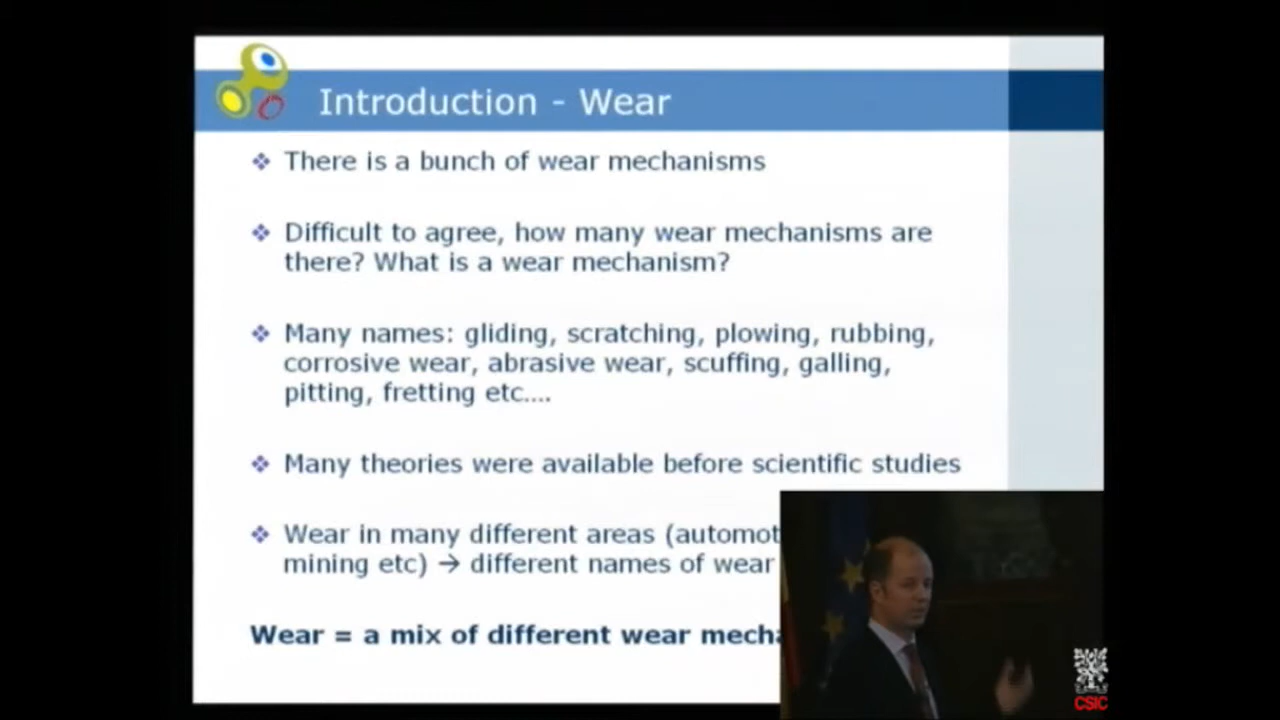 Introduction - Wear
There is a bunch of wear mechanisms
Difficult to agree, how many wear mechanisms are
there? What is a wear mechanism?
Many names: gliding, scratching, plowing, rubbing,
corrosive wear, abrasive wear, scuffing, galling,
pitting, fretting etc....
Many theories were available before scientific studies
Wear in many different areas (automot
mining etc) → different names of wear
Wear = a mix of different wear mecha
CSIC